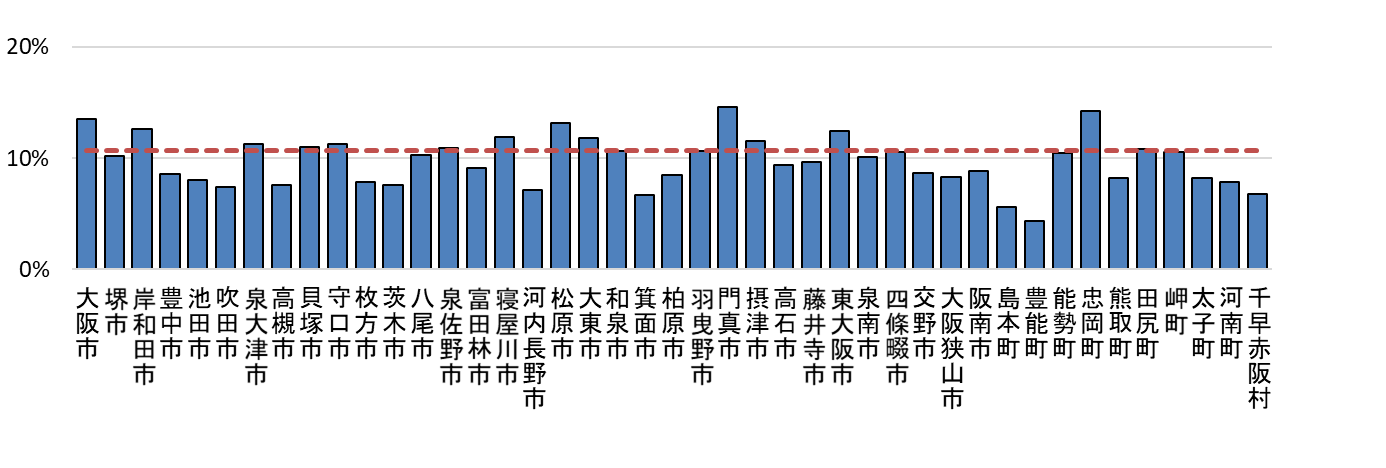 20%
10%
0%
大阪市
堺市
岸和田市
豊中市
池田市
吹田市
泉大津市
高槻市
貝塚市
守口市
枚方市
茨木市
八尾市
泉佐野市
富田林市
寝屋川市
河内長野市
松原市
大東市
和泉市
箕面市
柏原市
羽曳野市
門真市
摂津市
高石市
藤井寺市
東大阪市
泉南市
四條畷市
交野市
大阪狭山市
阪南市
島本町
豊能町
能勢町
忠岡町
熊取町
田尻町
岬町
太子町
河南町
千早赤阪村